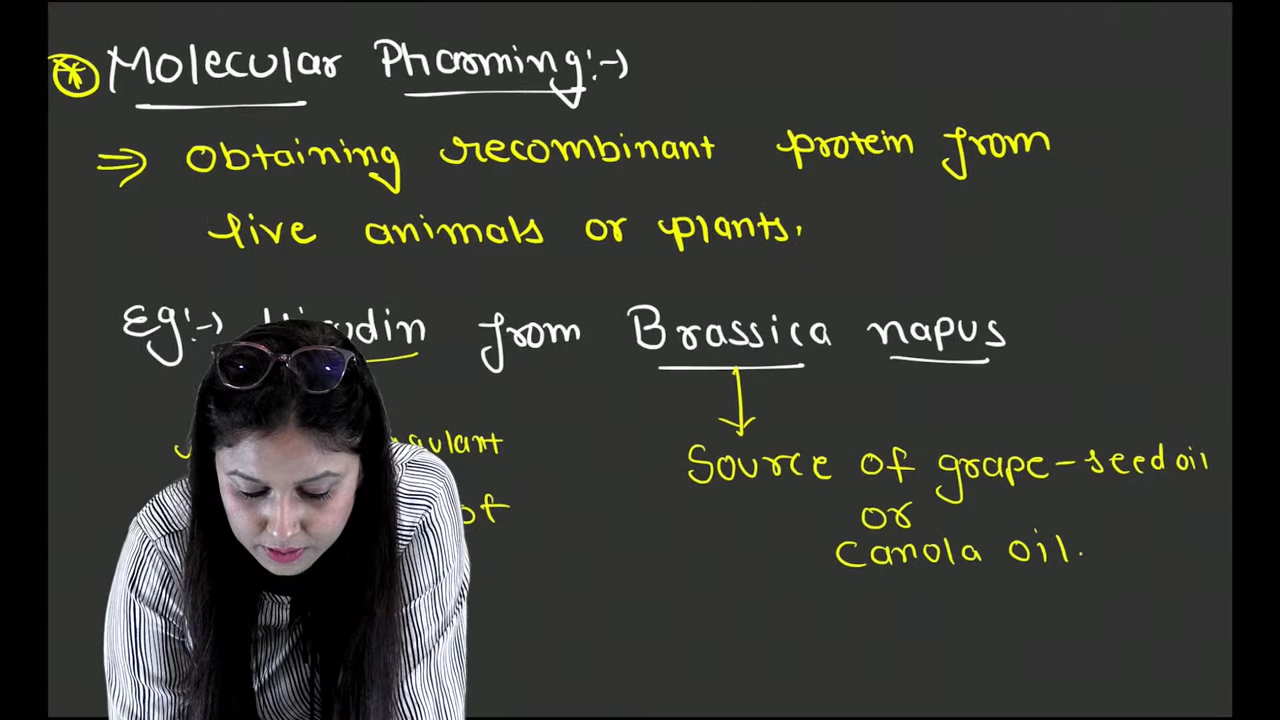 * Molecular Pharming:→
⇒ Obtaining recombinant protein from
live animals or plants.
Eg:→ from Brassica napus
Source of grape-seed oil
of
or
canola oil.